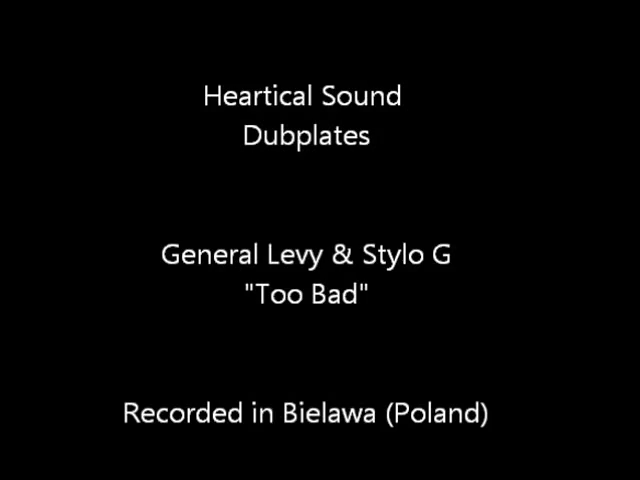 Heartical Sound
Dubplates
General Levy & Stylo G
"Too Bad"
Recorded in Bielawa (Poland)